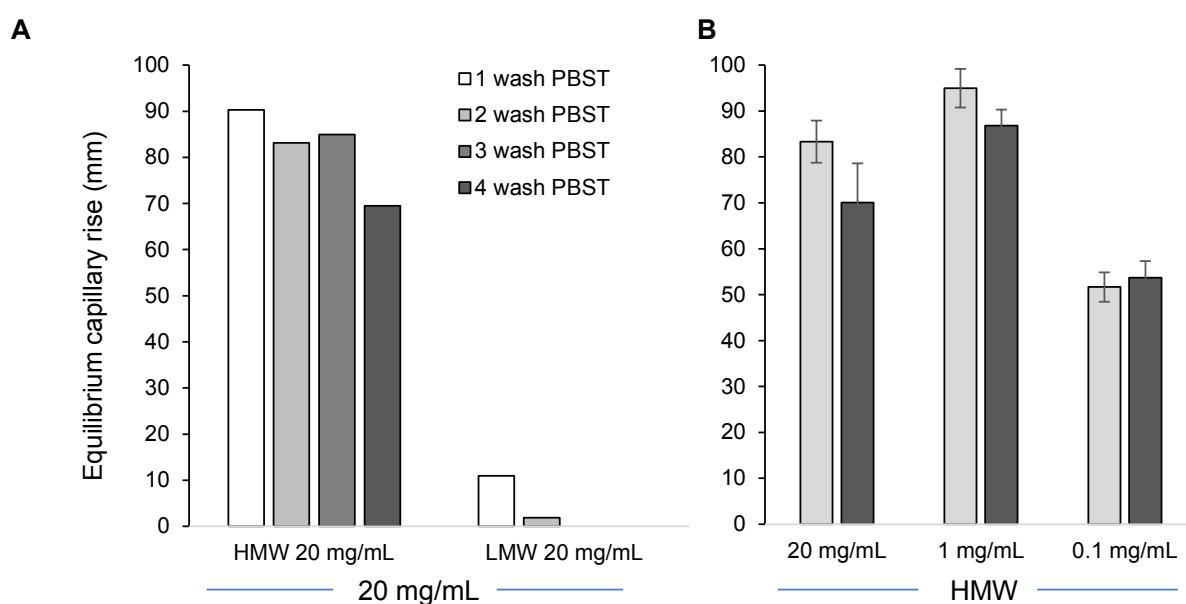 A
Equilibrium capillary rise (mm)
100
90
80
70
60
50
40
30
20
10
0
1 wash PBST
2 wash PBST
3 wash PBST
4 wash PBST
HMW 20 mg/mL LMW 20 mg/mL
20 mg/mL
B
100
90
80
70
60
50
40
30
20
10
0
20 mg/mL 1 mg/mL 0.1 mg/mL
HMW